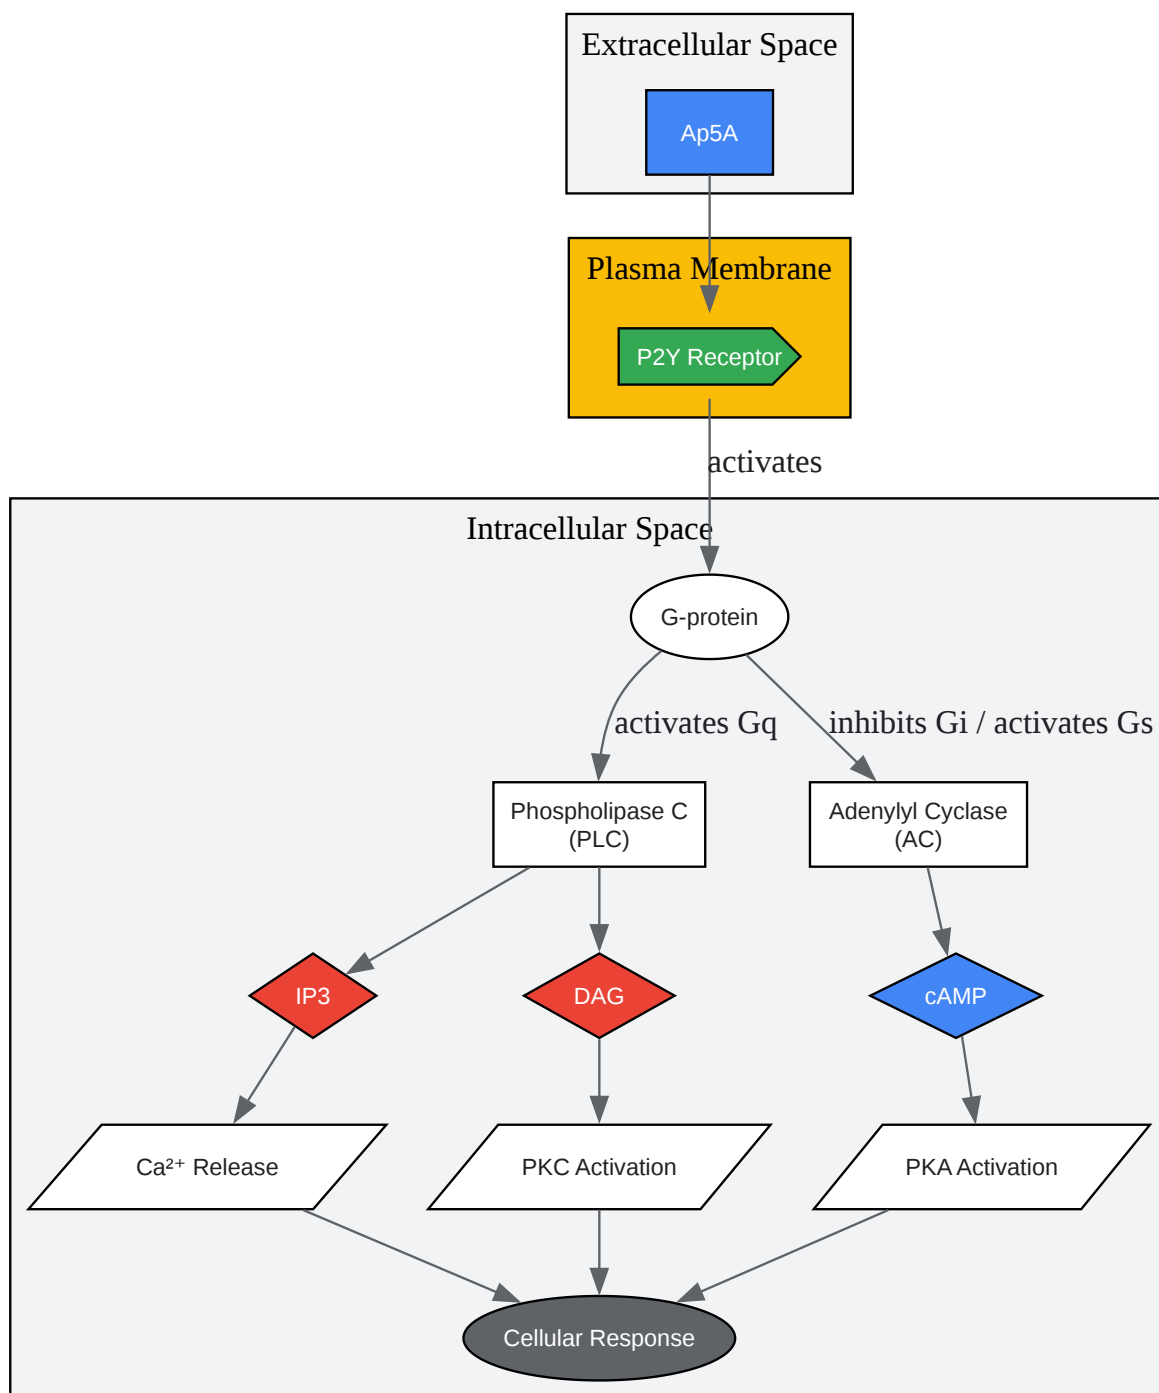 Extracellular Space
Ap5A
Plasma Membrane
P2Y Receptor
activates
Intracellular Space
G-protein
activates Gq
inhibits Gi / activates Gs
Phospholipase C
(PLC)
Adenylyl Cyclase
(AC)
IP3
DAG
cAMP
Ca²⁺ Release
PKC Activation
PKA Activation
Cellular Response